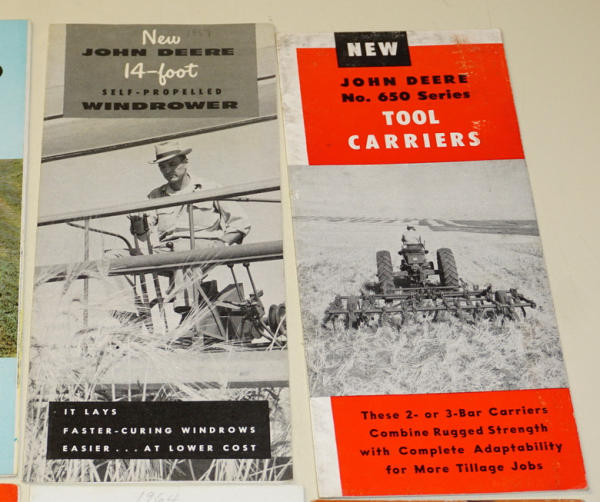 New 1957
JOHN DEERE
14-foot
SELF-PROPELLED
WINDROWER
IT LAYS
FASTER-CURING WINDROWS
EASIER...AT LOWER COST
NEW
JOHN DEERE
No. 650 Series
TOOL
CARRIERS
These 2- or 3-Bar Carriers
Combine Rugged Strength
with Complete Adaptability
for More Tillage Jobs
1964